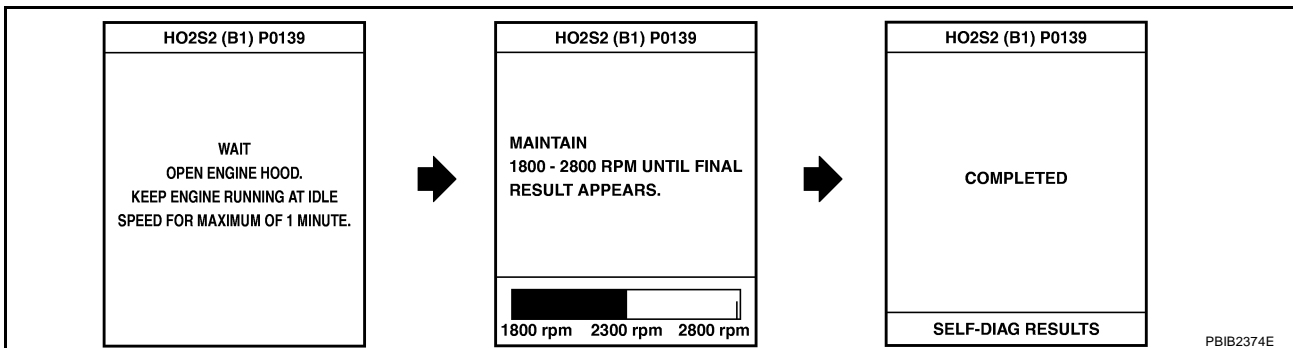 HO2S2 (B1) P0139
WAIT
OPEN ENGINE HOOD.
KEEP ENGINE RUNNING AT IDLE
SPEED FOR MAXIMUM OF 1 MINUTE.
HO2S2 (B1) P0139
MAINTAIN
1800 - 2800 RPM UNTIL FINAL
RESULT APPEARS.
1800 rpm 2300 rpm 2800 rpm
HO2S2 (B1) P0139
COMPLETED
SELF-DIAG RESULTS
PBIB2374E